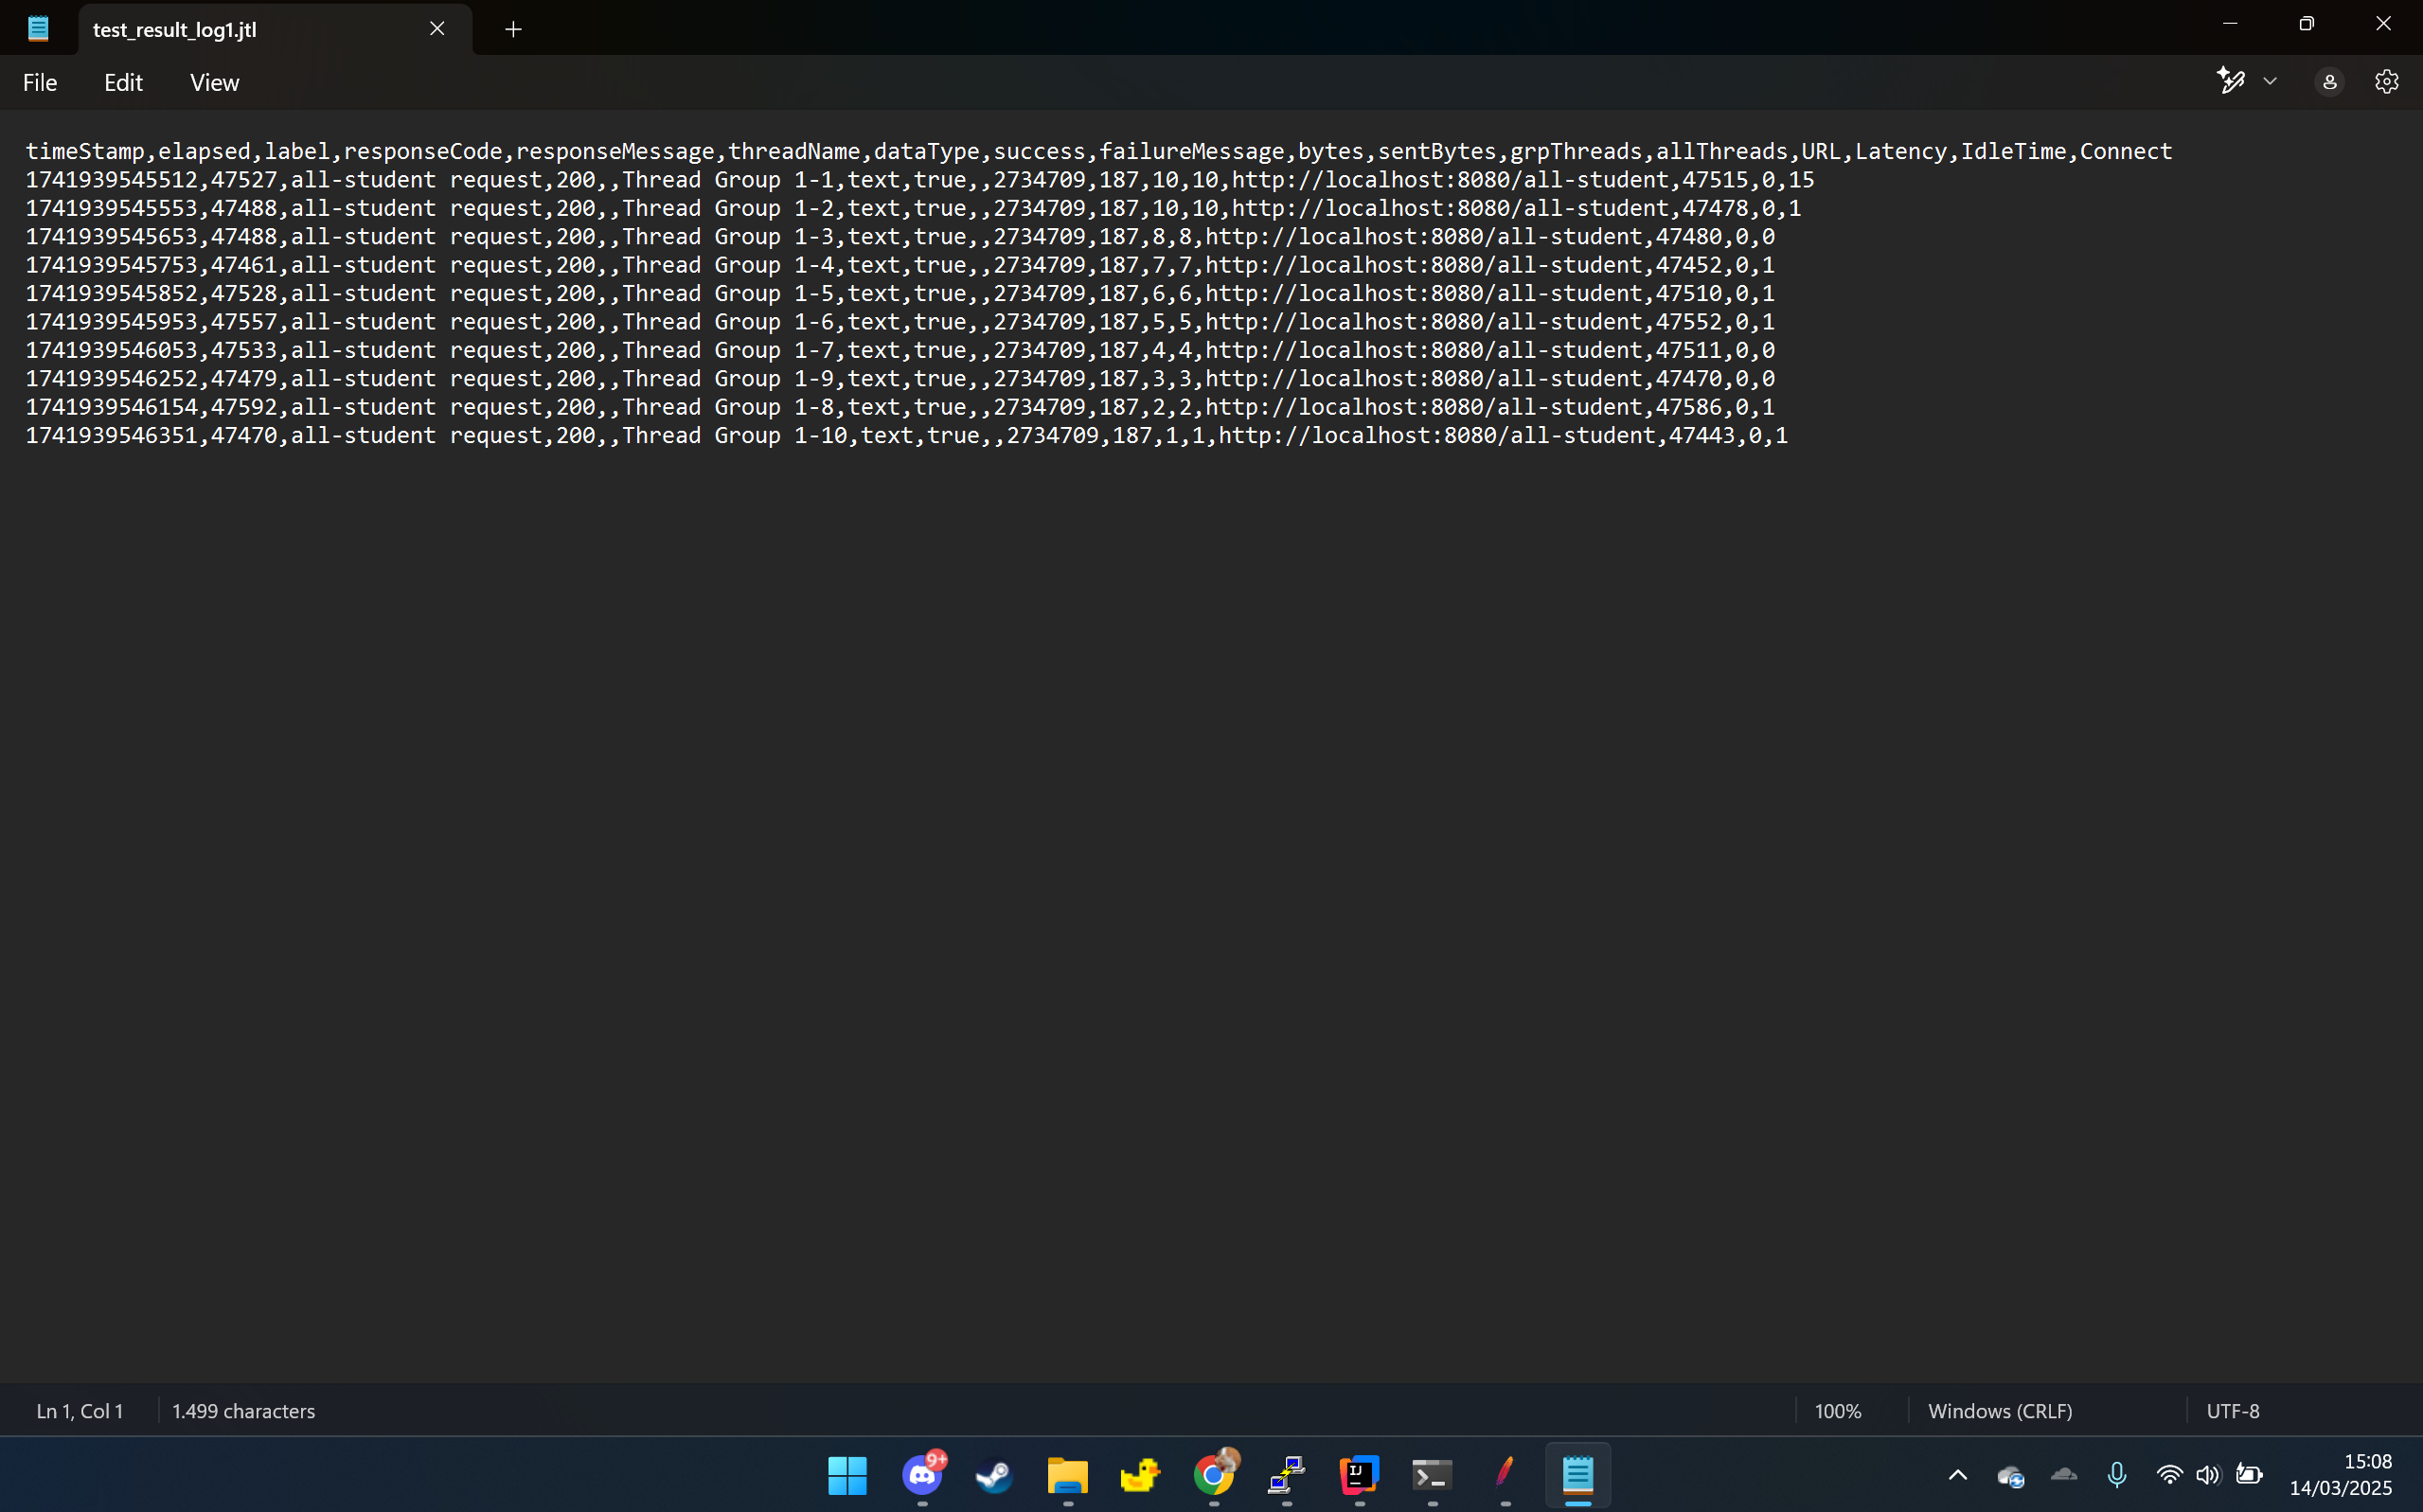 test_result_log1.jtl
File Edit View
timeStamp,elapsed,label,responseCode,responseMessage,threadName,dataType,success,failureMessage,bytes,sentBytes,grpThreads,allThreads,URL,Latency,IdleTime,Connect
1741939545512,47527,all-student request,200,,Thread Group 1-1,text,true,,2734709,187,10,10,http://localhost:8080/all-student,47515,0,15
1741939545553,47488,all-student request,200,,Thread Group 1-2,text,true,,2734709,187,10,10,http://localhost:8080/all-student,47478,0,1
1741939545653,47488,all-student request,200,,Thread Group 1-3,text,true,,2734709,187,8,8,http://localhost:8080/all-student,47480,0,0
1741939545753,47461,all-student request,200,,Thread Group 1-4,text,true,,2734709,187,7,7,http://localhost:8080/all-student,47452,0,1
1741939545852,47528,all-student request,200,,Thread Group 1-5,text,true,,2734709,187,6,6,http://localhost:8080/all-student,47510,0,1
1741939545953,47557,all-student request,200,,Thread Group 1-6,text,true,,2734709,187,5,5,http://localhost:8080/all-student,47552,0,1
1741939546053,47533,all-student request,200,,Thread Group 1-7,text,true,,2734709,187,4,4,http://localhost:8080/all-student,47511,0,0
1741939546252,47479,all-student request,200,,Thread Group 1-9,text,true,,2734709,187,3,3,http://localhost:8080/all-student,47470,0,0
1741939546154,47592,all-student request,200,,Thread Group 1-8,text,true,,2734709,187,2,2,http://localhost:8080/all-student,47586,0,1
1741939546351,47470,all-student request,200,,Thread Group 1-10,text,true,,2734709,187,1,1,http://localhost:8080/all-student,47443,0,1
Ln 1, Col 1 1.499 characters 100% Windows (CRLF) UTF-8
9+
IJ
15:08
14/03/2025